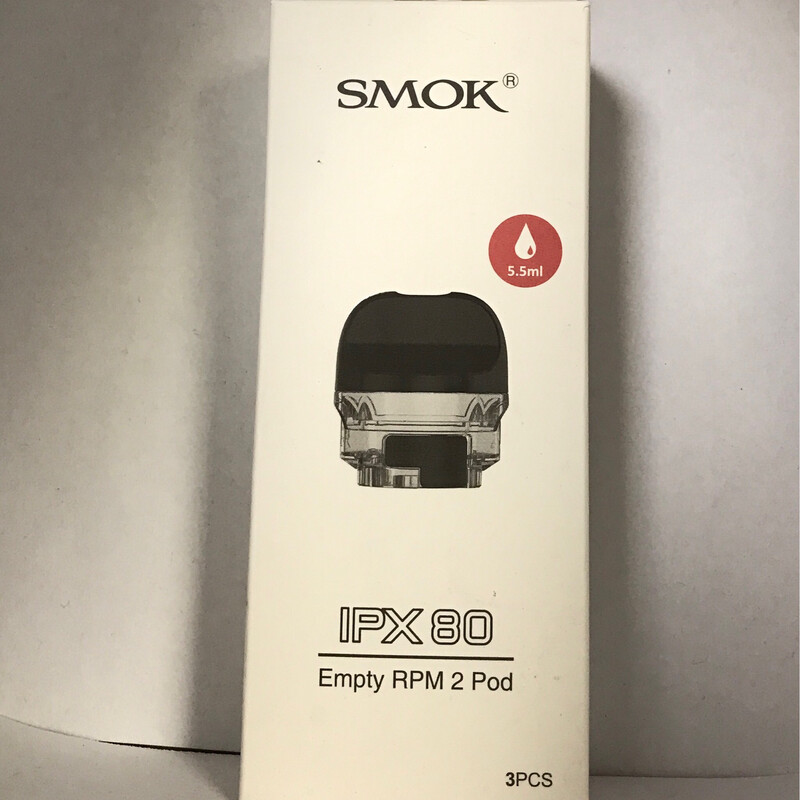 SMOK®
5.5ml
IPX 80
Empty RPM 2 Pod
3PCS